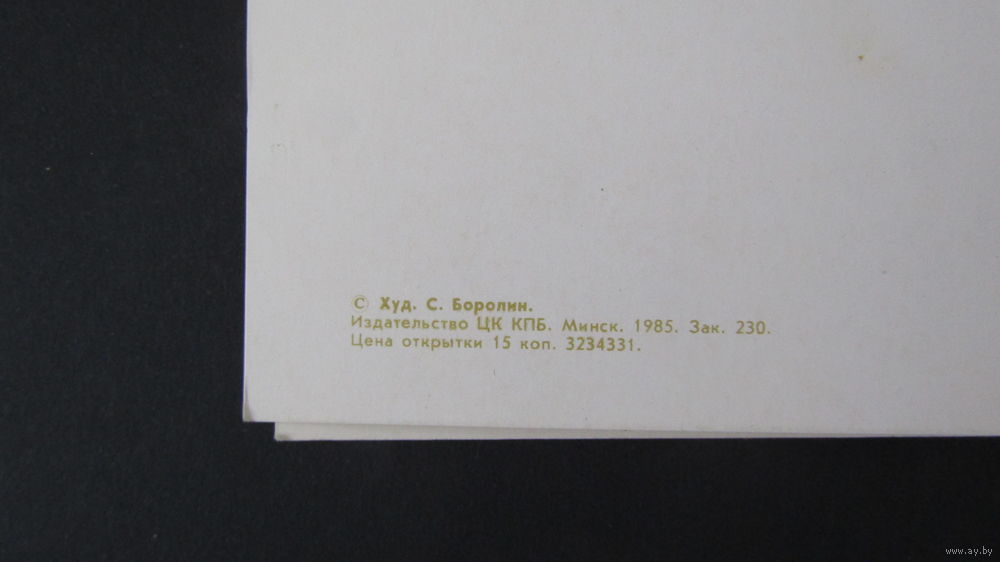 © Худ. С. Боролин.
Издательство ЦК КПБ. Минск. 1985. Зак. 230.
Цена открытки 15 коп. 3234331.
www.ay.by